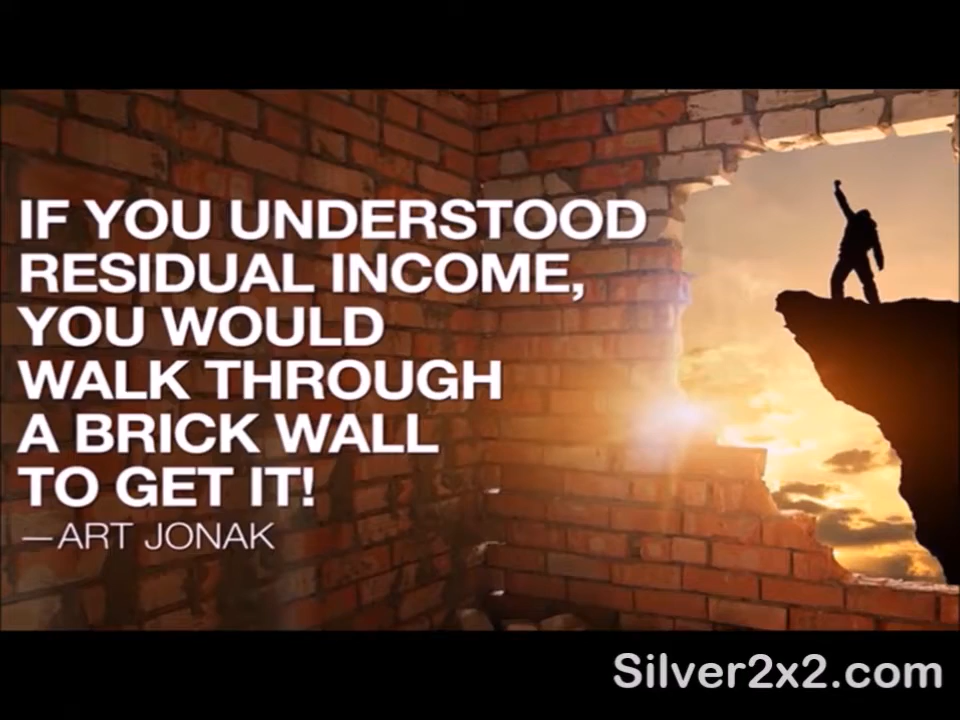 IF YOU UNDERSTOOD
RESIDUAL INCOME,
YOU WOULD
WALK THROUGH
A BRICK WALL
TO GET IT!
—ART JONAK
Silver2x2.com